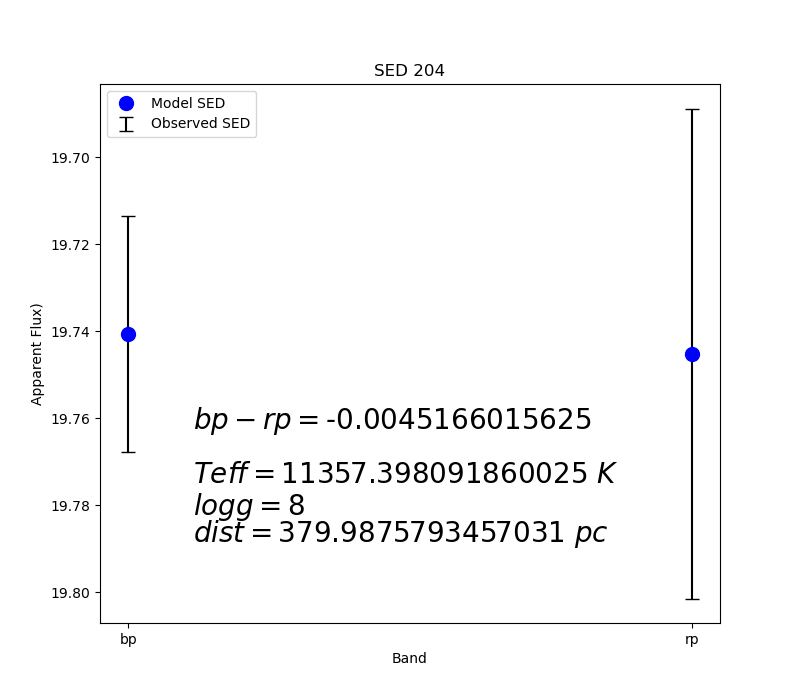 SED 204
Model SED
Observed SED
19.70
19.72
19.74
19.76
19.78
19.80
Apparent Flux)
bp − rp = -0.0045166015625
Teff = 11357.398091860025 K
logg = 8
dist = 379.9875793457031 pc
bp
rp
Band